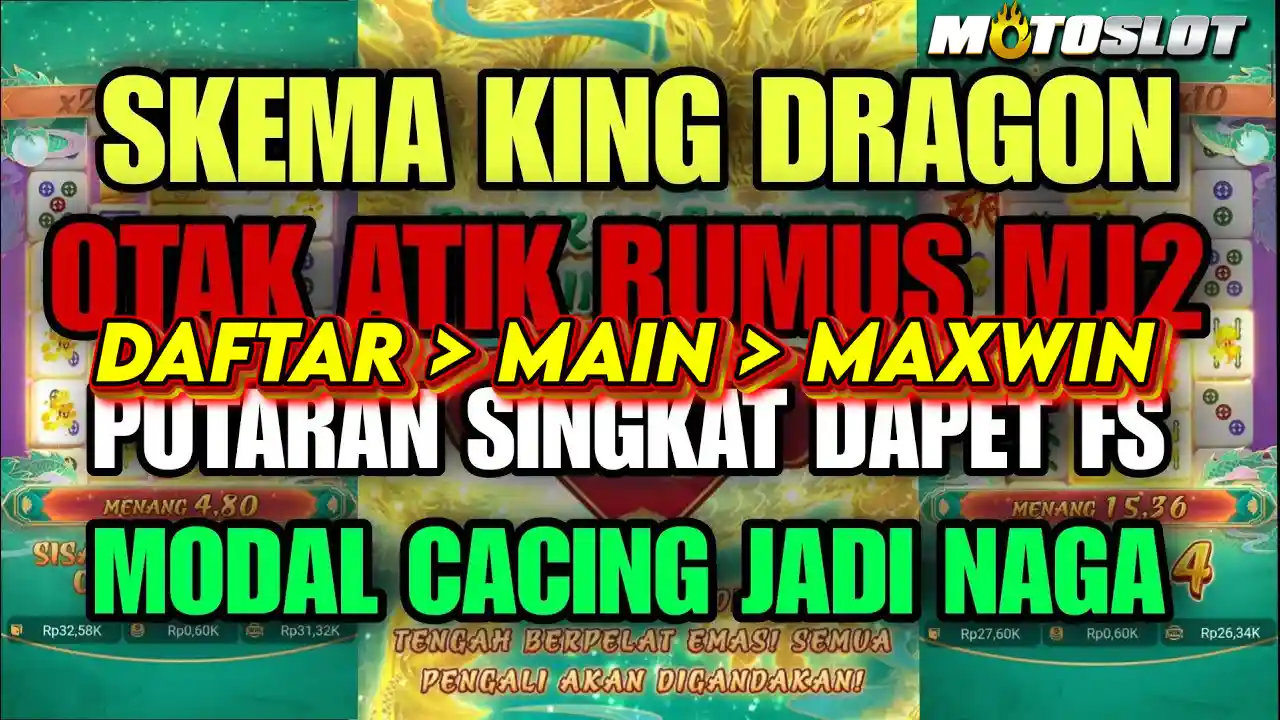 MOTOSLOT
x10
SKEMA KING DRAGON
OTAK ATIK RUMUS MJ2
DAFTAR > MAIN > MAXWIN
PUTARAN SINGKAT DAPET FS
MENANG 4,80
MENANG 15,36
MODAL CACING JADI NAGA
4
Rp32,58K Rp0,60K Rp31,32K
Rp27,60K Rp0,60K Rp26,34K
TENGAH BERPELAT EMAS! SEMUA
PENGALI AKAN DIGANDAKAN!